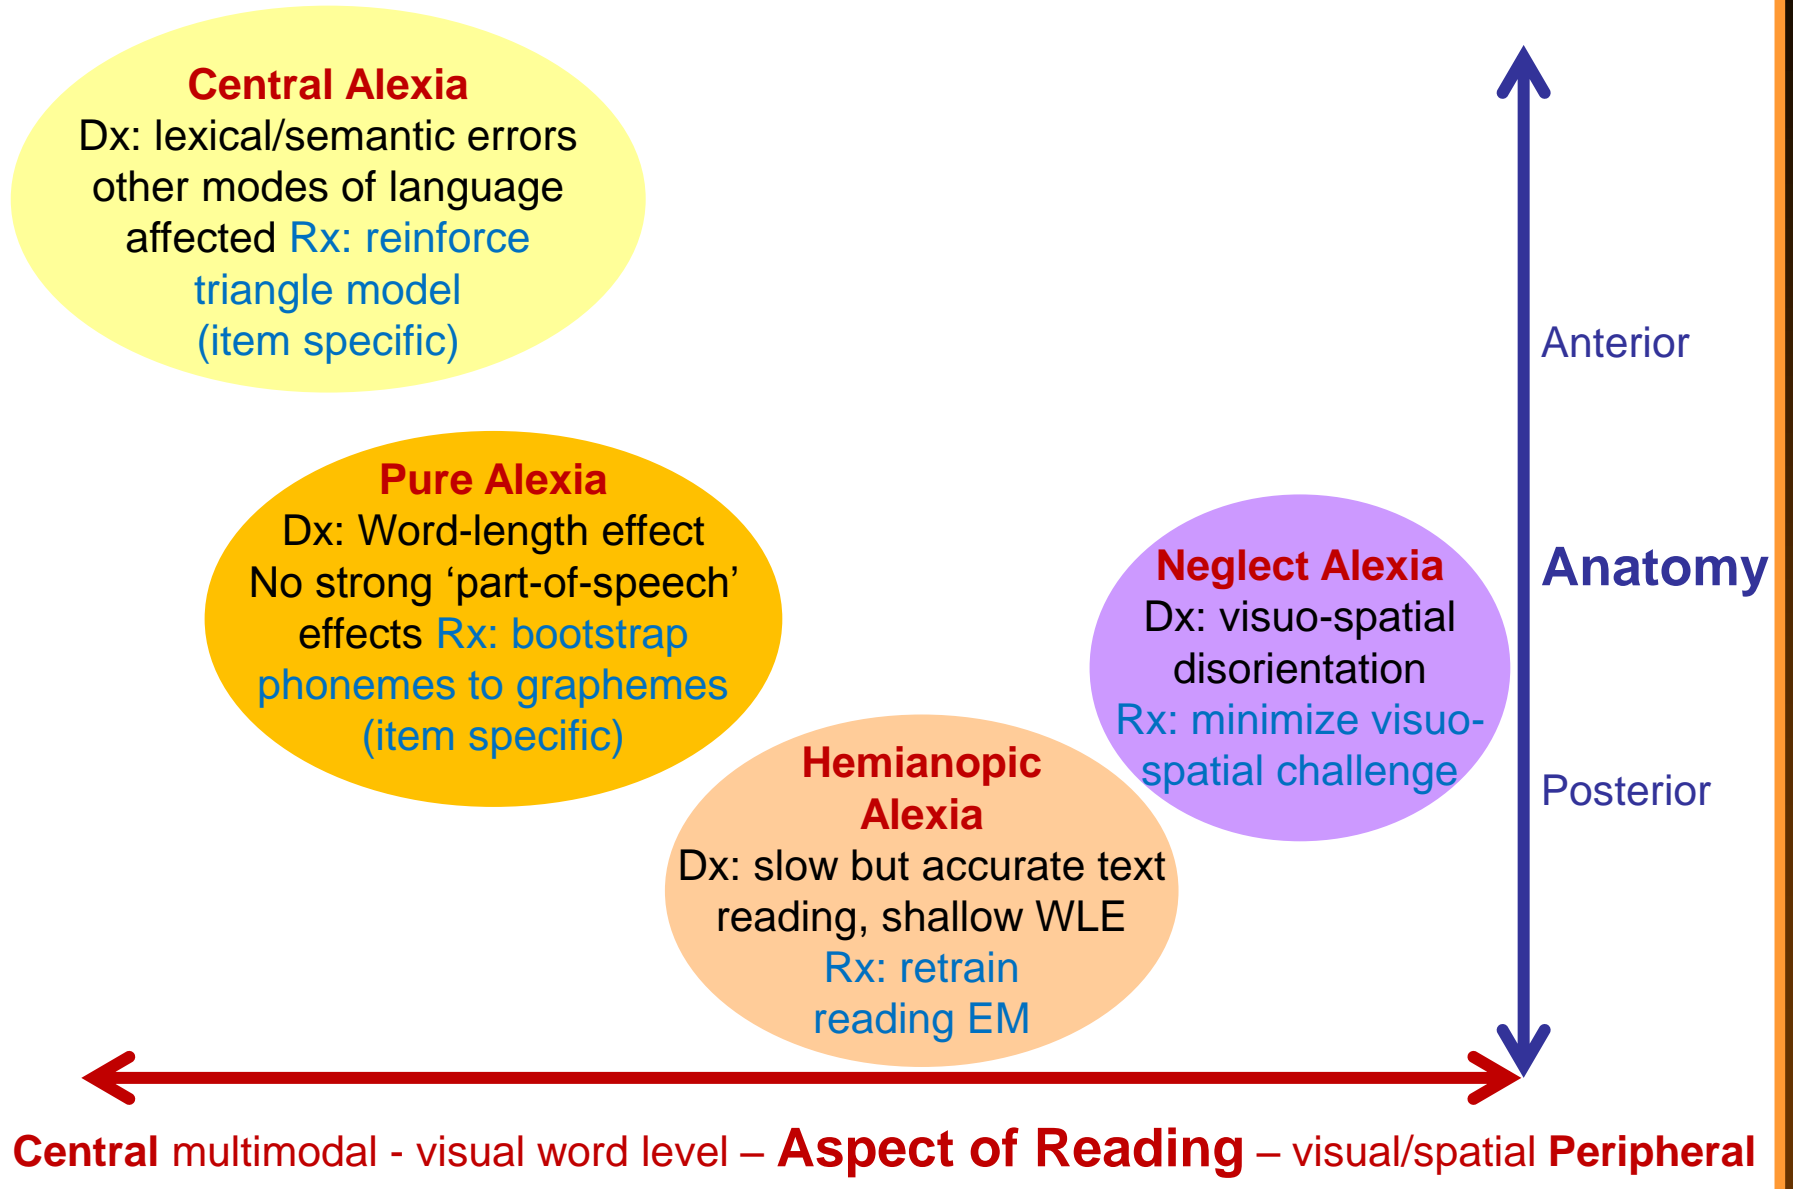 Central Alexia
Dx: lexical/semantic errors
other modes of language
affected Rx: reinforce
triangle model
(item specific)
Anterior
Pure Alexia
Dx: Word-length effect
No strong ‘part-of-speech’
effects Rx: bootstrap
phonemes to graphemes
(item specific)
Neglect Alexia
Dx: visuo-spatial
disorientation
Rx: minimize visuo-
spatial challenge
Anatomy
Posterior
Hemianopic
Alexia
Dx: slow but accurate text
reading, shallow WLE
Rx: retrain
reading EM
Central multimodal - visual word level – Aspect of Reading – visual/spatial Peripheral